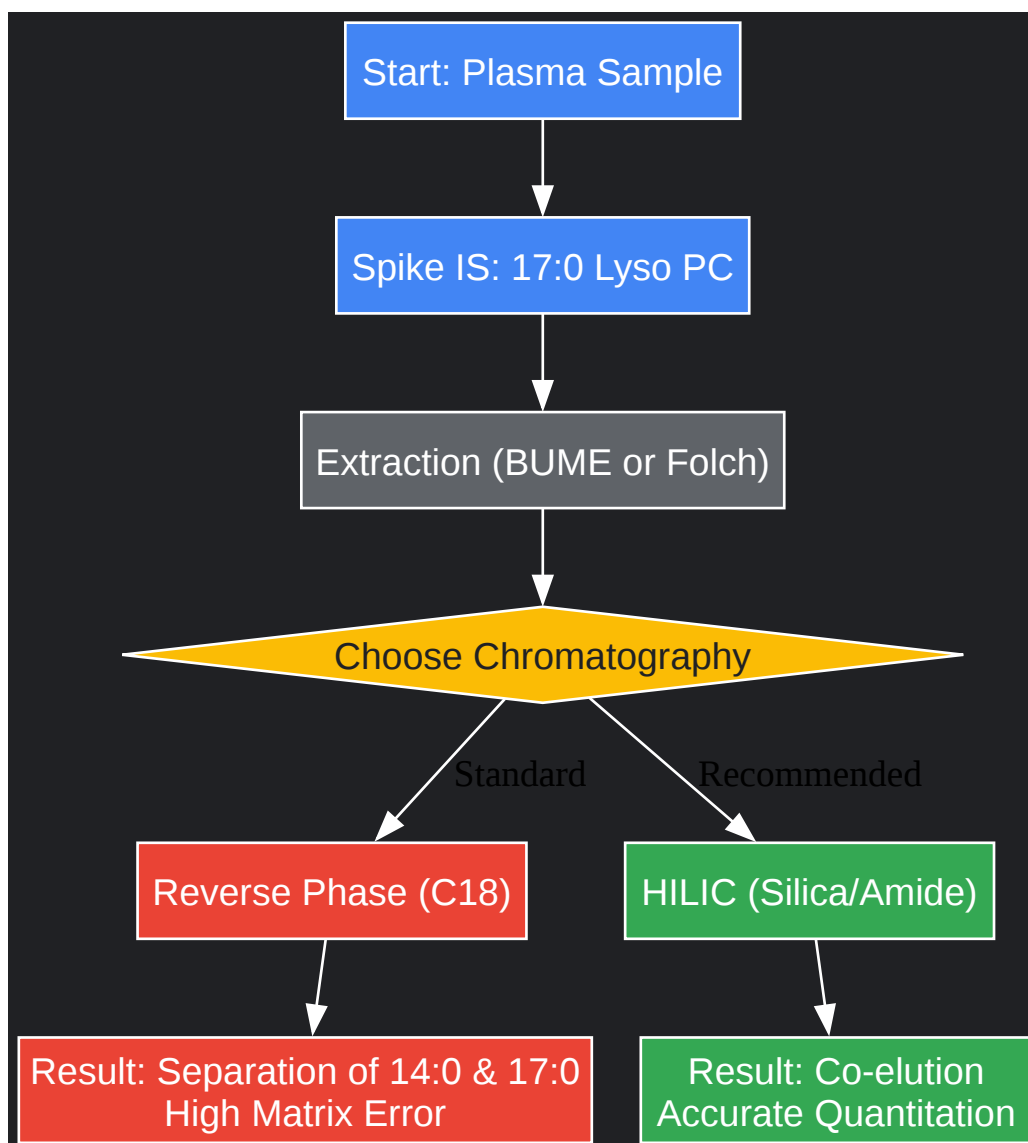 Start: Plasma Sample
Spike IS: 17:0 Lyso PC
Extraction (BUME or Folch)
Choose Chromatography
Standard
Recommended
Reverse Phase (C18)
HILIC (Silica/Amide)
Result: Separation of 14:0 & 17:0
High Matrix Error
Result: Co-elution
Accurate Quantitation